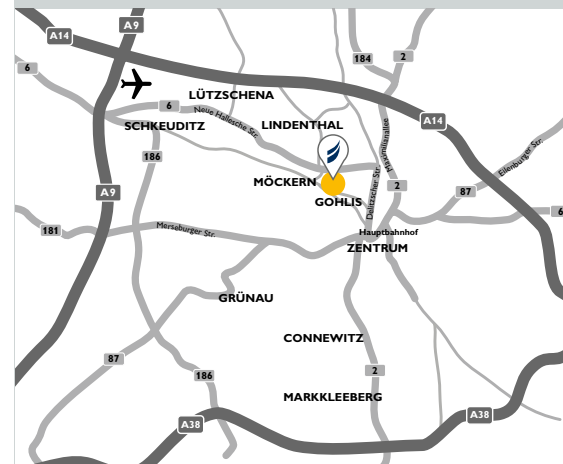 A9
A14
2
184
6
LÜTZSCHENA
6
Neue Hallesche Str.
SCHKEUDITZ
LINDENTHAL
A14
Maximilianallee
186
Eilenburger Str.
MÖCKERN
Delitzscher Str.
2
87
A9
GOHLIS
6
181
Merseburger Str.
Hauptbahnhof
ZENTRUM
GRÜNAU
CONNEWITZ
87
186
2
MARKKLEEBERG
A38
A38